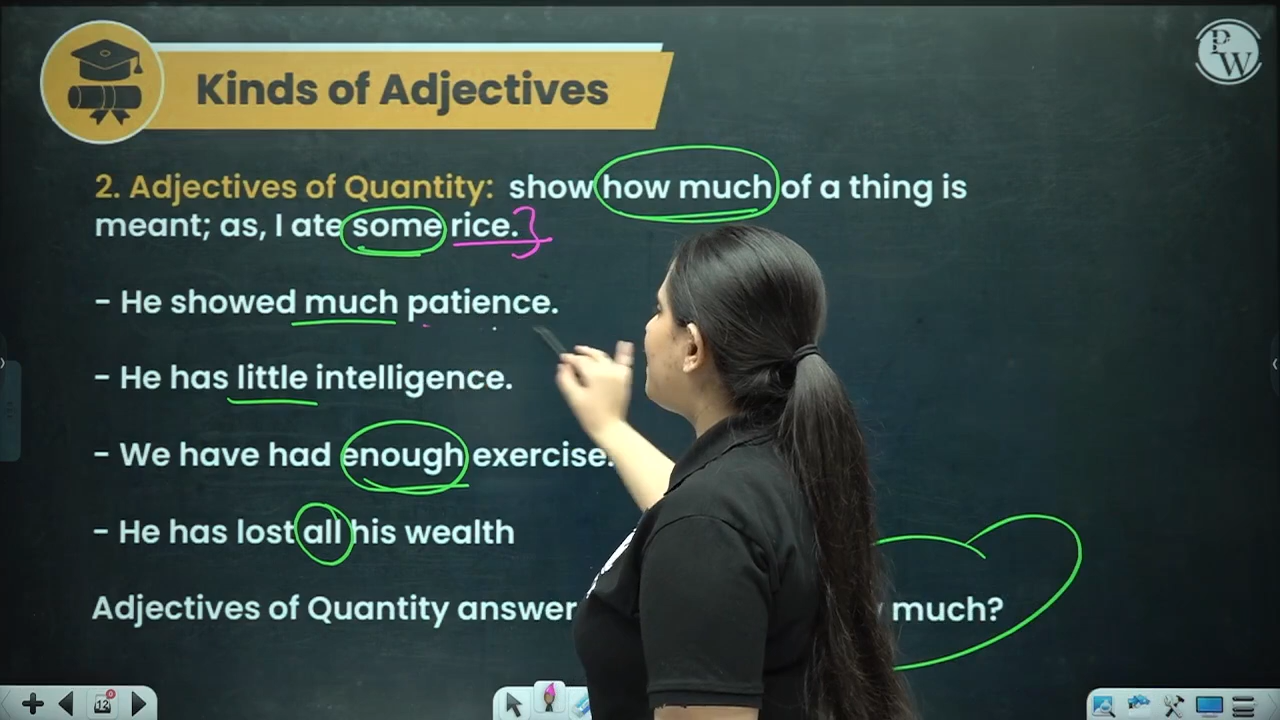 PW
Kinds of Adjectives
2. Adjectives of Quantity: show how much of a thing is
meant; as, I ate some rice.
- He showed much patience.
- He has little intelligence.
- We have had enough exercise.
- He has lost all his wealth
Adjectives of Quantity answer much?
12